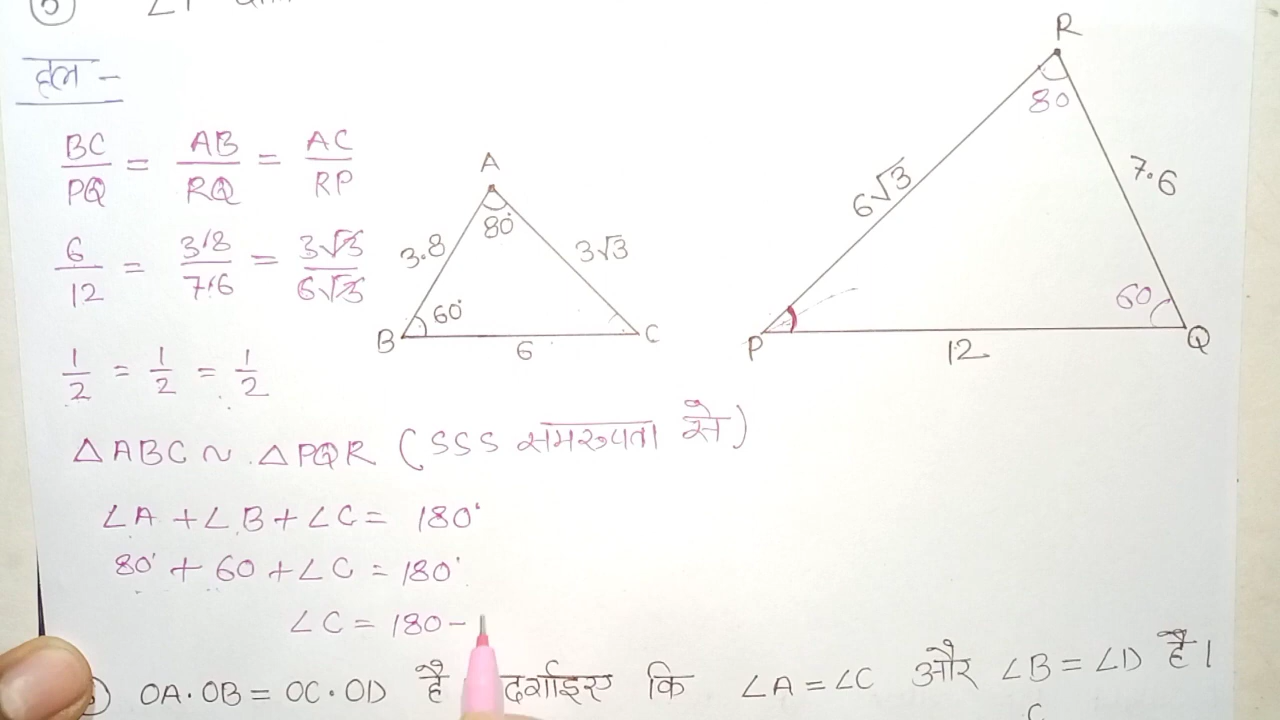 हल -
BC/PQ = AB/RQ = AC/RP
6/12 = 3.8/7.6 = 3√3/6√3
1/2 = 1/2 = 1/2
△ABC ~ △PQR (SSS समरूपता से)
∠A + ∠B + ∠C = 180°
80° + 60 + ∠C = 180°
∠C = 180 -
OA.OB = OC.OD है दर्शाइए कि ∠A = ∠C और ∠B = ∠D है।
A
80°
3.8
3√3
60°
B
6
C
R
80
6√3
7.6
60
P
12
Q